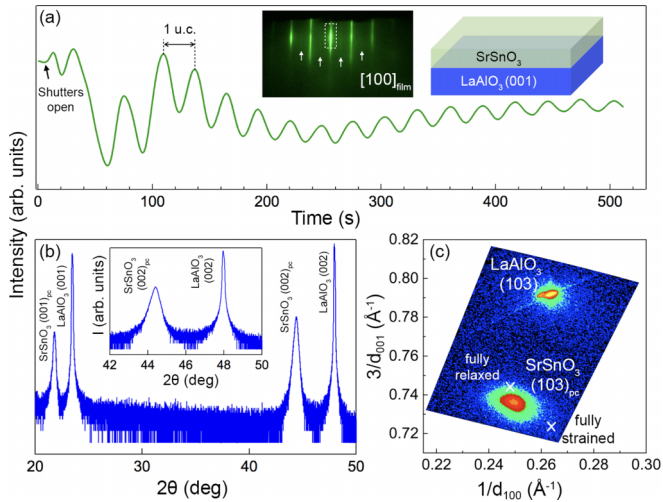 (a)
1 u.c.
Shutters
open
[100]film
SrSnO3
LaAlO3 (001)
0 100 200 300 400 500
Time (s)
Intensity (arb. units)
(b)
SrSnO3 (001)pc
LaAlO3 (001)
SrSnO3 (002)pc
LaAlO3 (002)
I (arb. units)
SrSnO3
(002)pc
LaAlO3
(002)
42 44 46 48 50
2θ (deg)
20 30 40 50
2θ (deg)
(c)
0.82
0.80
0.78
0.76
0.74
0.72
3/d001 (Å-1)
LaAlO3
(103)
fully
relaxed
SrSnO3
(103)pc
fully
strained
0.22 0.24 0.26 0.28 0.30
1/d100 (Å-1)